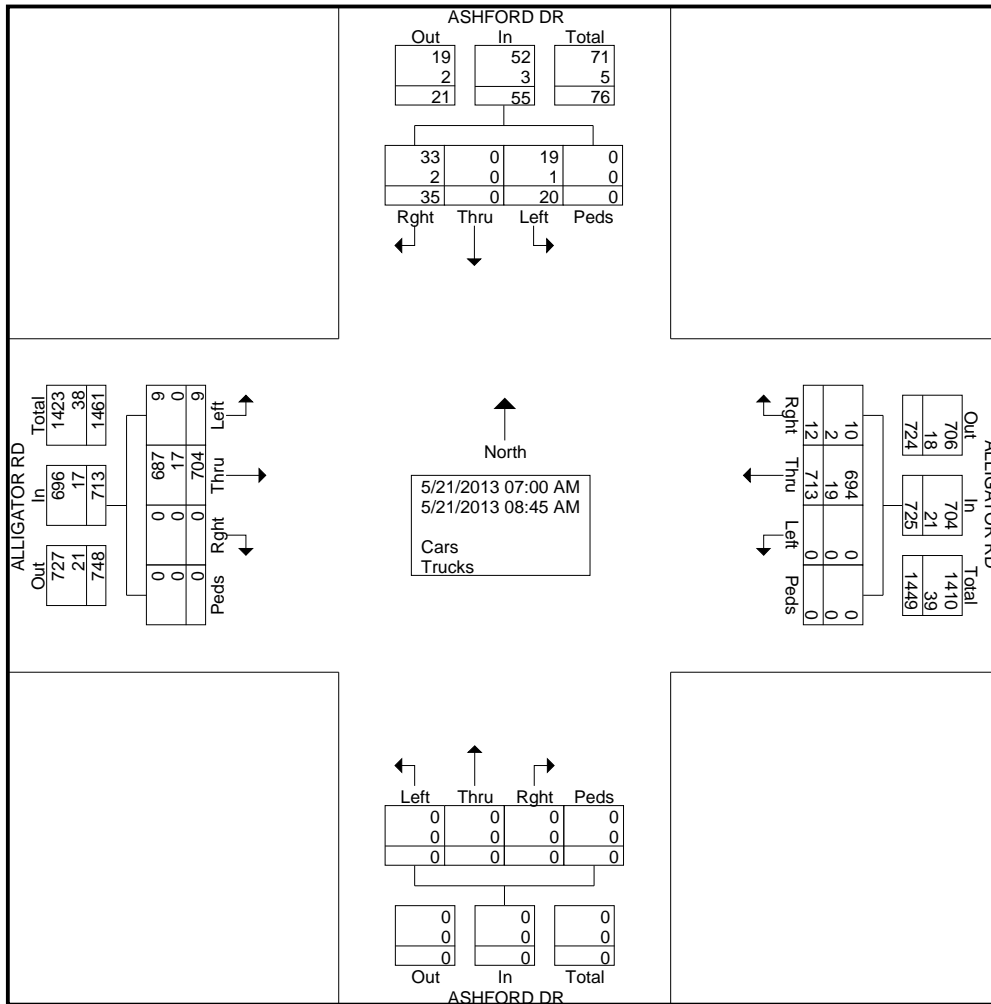 ASHFORD DR
Out In Total
19 52 71
2 3 5
21 55 76
33 0 19 0
2 0 1 0
35 0 20 0
Rght Thru Left Peds
ALLIGATOR RD
Out In Total
727 696 1423
21 17 38
748 713 1461
9 687 0 0
0 17 0 0
9 704 0 0
Left Thru Rght Peds
North
5/21/2013 07:00 AM
5/21/2013 08:45 AM
Cars
Trucks
ALLIGATOR RD
Out In Total
706 704 1410
18 21 39
724 725 1449
10 694 0 0
2 19 0 0
12 713 0 0
Rght Thru Left Peds
Left Thru Rght Peds
0 0 0 0
0 0 0 0
0 0 0 0
0 0 0
0 0 0
0 0 0
Out In Total
ASHFORD DR